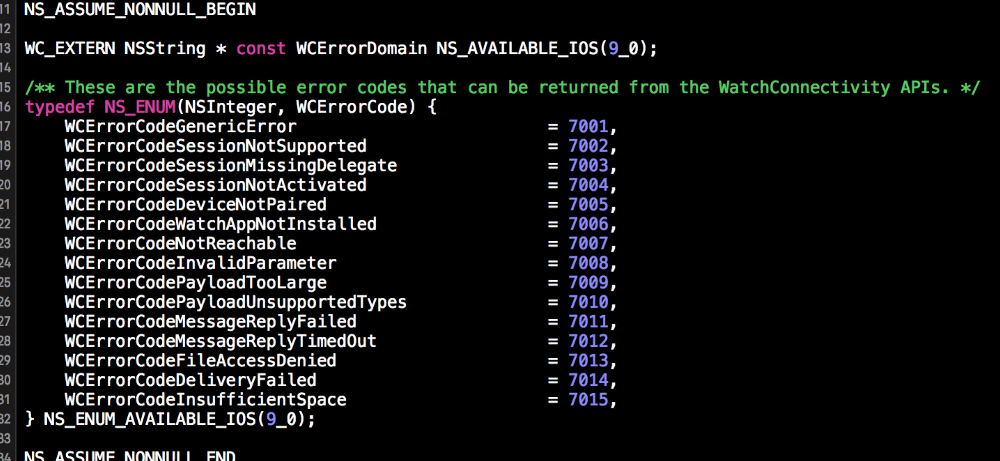 11 NS_ASSUME_NONNULL_BEGIN
12
13 WC_EXTERN NSString * const WCErrorDomain NS_AVAILABLE_IOS(9_0);
14
15 /** These are the possible error codes that can be returned from the WatchConnectivity APIs. */
16 typedef NS_ENUM(NSInteger, WCErrorCode) {
17 WCErrorCodeGenericError = 7001,
18 WCErrorCodeSessionNotSupported = 7002,
19 WCErrorCodeSessionMissingDelegate = 7003,
20 WCErrorCodeSessionNotActivated = 7004,
21 WCErrorCodeDeviceNotPaired = 7005,
22 WCErrorCodeWatchAppNotInstalled = 7006,
23 WCErrorCodeNotReachable = 7007,
24 WCErrorCodeInvalidParameter = 7008,
25 WCErrorCodePayloadTooLarge = 7009,
26 WCErrorCodePayloadUnsupportedTypes = 7010,
27 WCErrorCodeMessageReplyFailed = 7011,
28 WCErrorCodeMessageReplyTimedOut = 7012,
29 WCErrorCodeFileAccessDenied = 7013,
30 WCErrorCodeDeliveryFailed = 7014,
31 WCErrorCodeInsufficientSpace = 7015,
32 } NS_ENUM_AVAILABLE_IOS(9_0);
33
34 NS_ASSUME_NONNULL_END